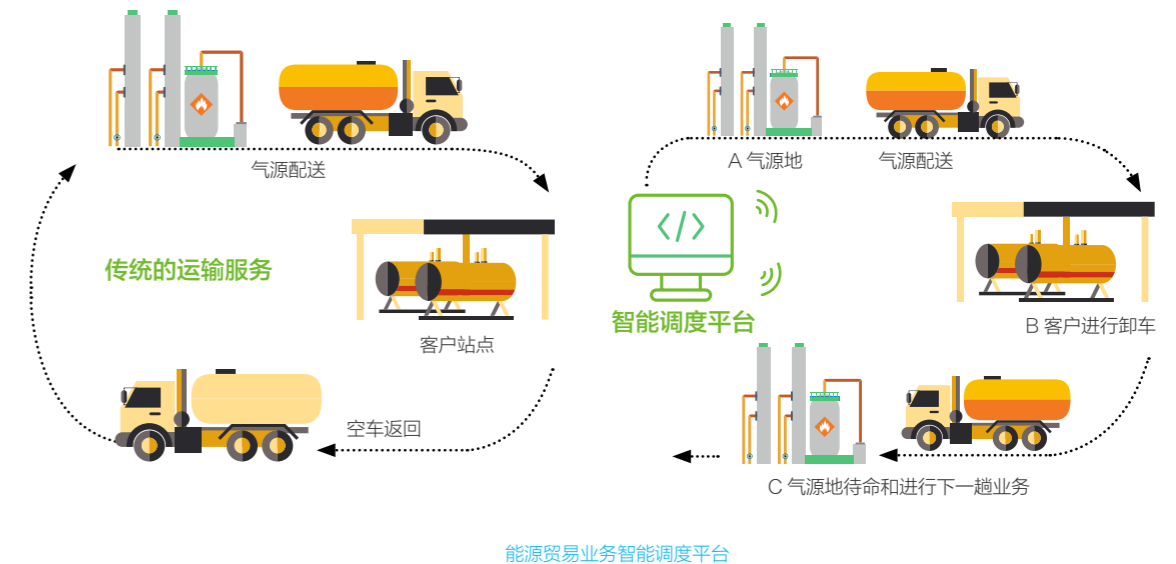 气源配送
传统的运输服务
客户站点
空车返回
A 气源地
气源配送
</>
智能调度平台
B 客户进行卸车
C 气源地待命和进行下一趟业务
能源贸易业务智能调度平台